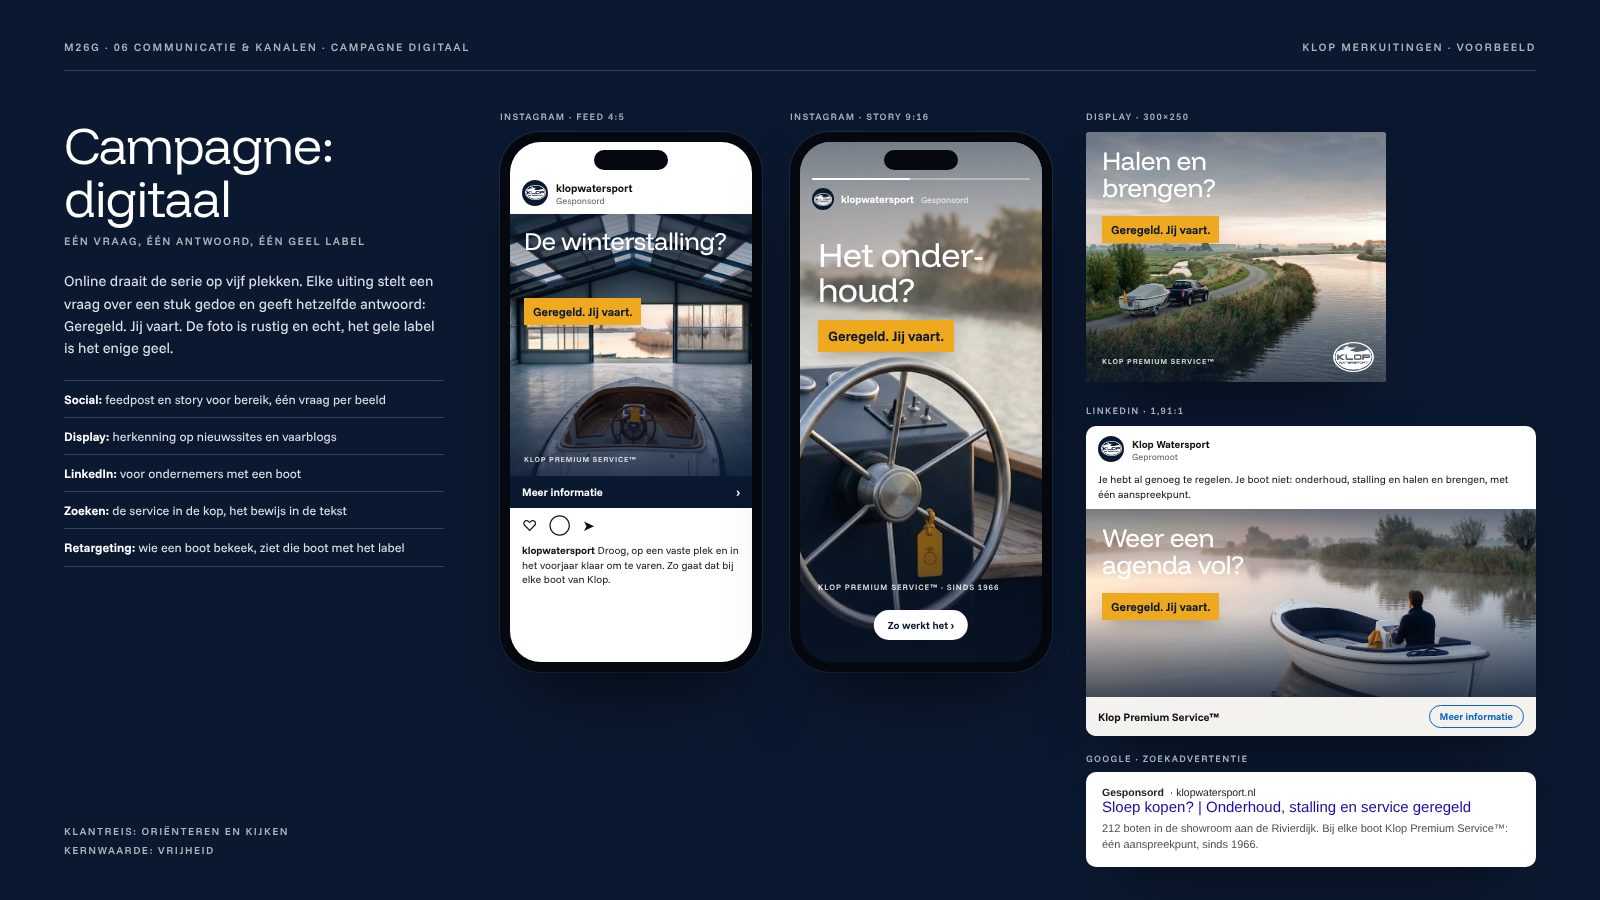 M26G · 06 COMMUNICATIE & KANALEN · CAMPAGNE DIGITAAL
KLOP MERKUITINGEN · VOORBEELD
Campagne:
digitaal
EÉN VRAAG, ÉÉN ANTWOORD, ÉÉN GEEL LABEL
Online draait de serie op vijf plekken. Elke uiting stelt een
vraag over een stuk gedoe en geeft hetzelfde antwoord:
Geregeld. Jij vaart. De foto is rustig en echt, het gele label
is het enige geel.
Social: feedpost en story voor bereik, één vraag per beeld
Display: herkenning op nieuwssites en vaarblogs
LinkedIn: voor ondernemers met een boot
Zoeken: de service in de kop, het bewijs in de tekst
Retargeting: wie een boot bekeek, ziet die boot met het label
KLANTREIS: ORIËNTEREN EN KIJKEN
KERNWAARDE: VRIJHEID
INSTAGRAM · FEED 4:5
KLOP
klopwatersport
Gesponsord
De winterstalling?
Geregeld. Jij vaart.
KLOP PREMIUM SERVICE™
Meer informatie ›
klopwatersport Droog, op een vaste plek en in
het voorjaar klaar om te varen. Zo gaat dat bij
elke boot van Klop.
INSTAGRAM · STORY 9:16
KLOP
klopwatersport Gesponsord
Het onder-
houd?
Geregeld. Jij vaart.
KLOP PREMIUM SERVICE™ · SINDS 1966
Zo werkt het ›
DISPLAY · 300×250
Halen en
brengen?
Geregeld. Jij vaart.
KLOP PREMIUM SERVICE™
KLOP
WATERSPORT
LINKEDIN · 1,91:1
KLOP
Klop Watersport
Gepromoot
Je hebt al genoeg te regelen. Je boot niet: onderhoud, stalling en halen en brengen, met
één aanspreekpunt.
Weer een
agenda vol?
Geregeld. Jij vaart.
Klop Premium Service™
Meer informatie
GOOGLE · ZOEKADVERTENTIE
Gesponsord · klopwatersport.nl
Sloep kopen? | Onderhoud, stalling en service geregeld
212 boten in de showroom aan de Rivierdijk. Bij elke boot Klop Premium Service™:
één aanspreekpunt, sinds 1966.